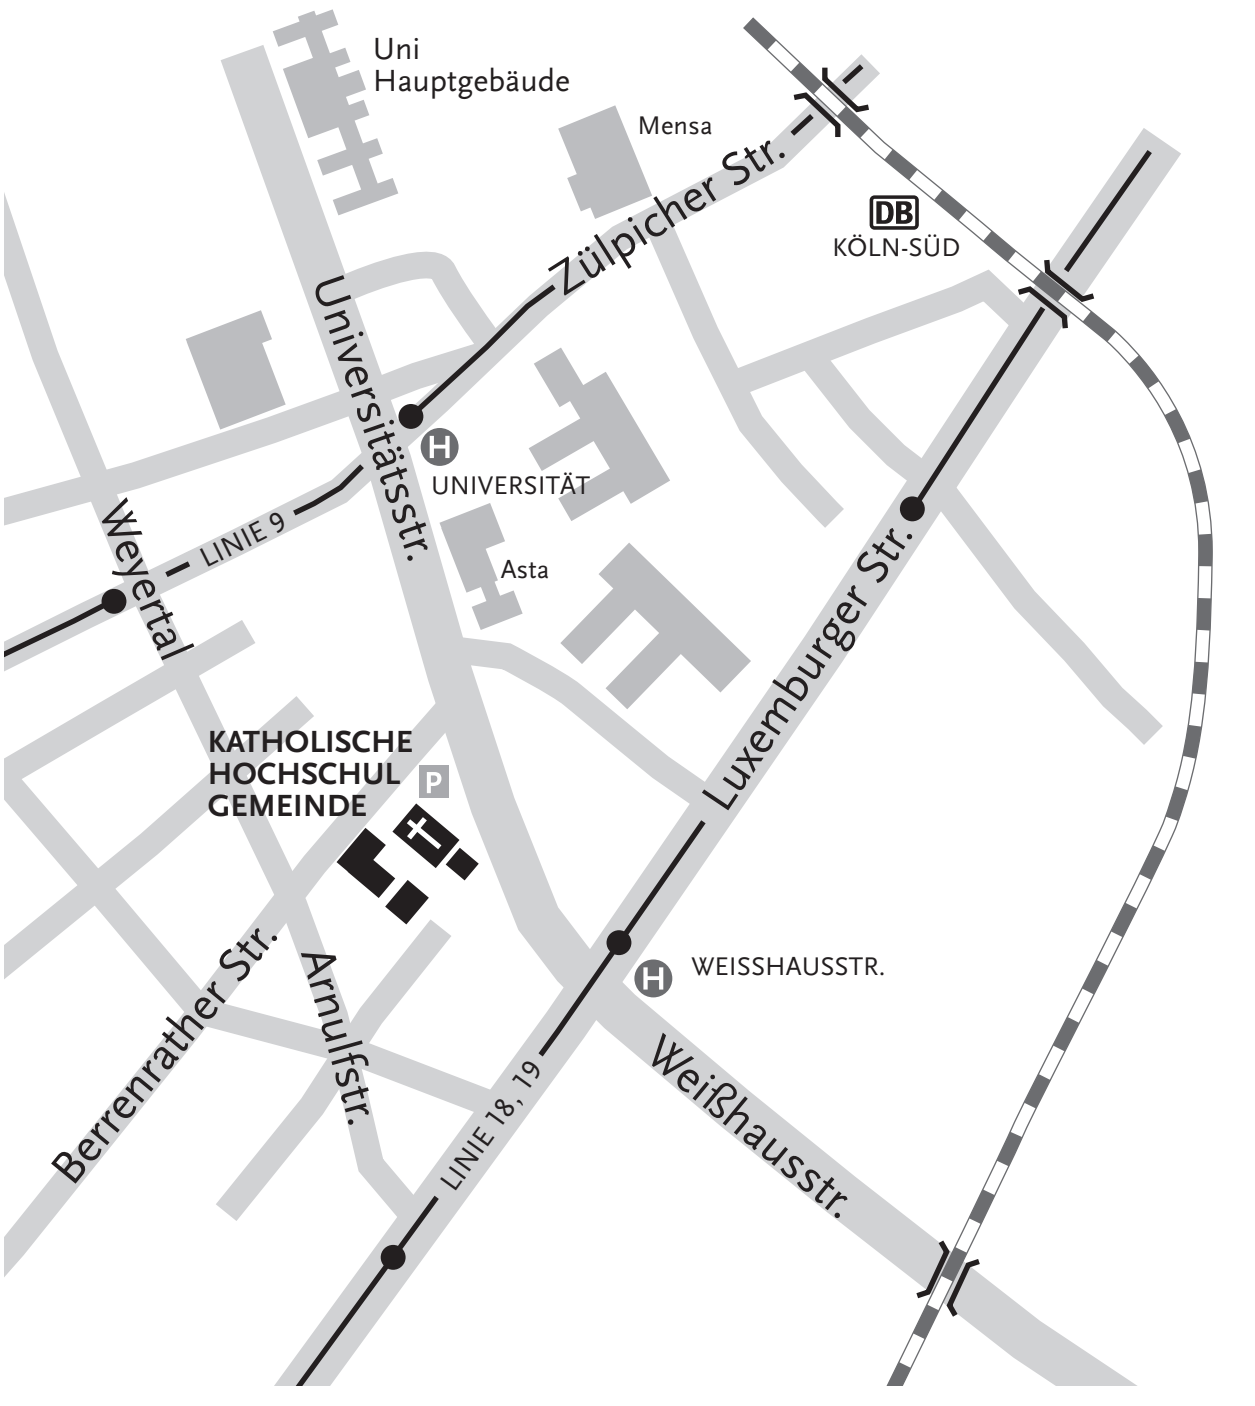 Uni
Hauptgebäude
Mensa
Zülpicher Str.
DB
KÖLN-SÜD
Universitätsstr.
H
UNIVERSITÄT
Weyertal
LINIE 9
Asta
Luxemburger Str.
KATHOLISCHE
HOCHSCHUL
GEMEINDE
P
Berrenrather Str.
Arnulfstr.
H
WEISSHAUSSTR.
Weißhausstr.
LINIE 18, 19